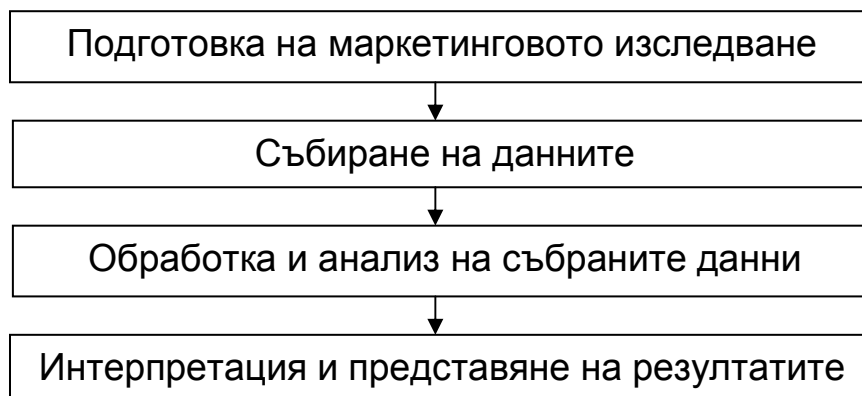 Подготовка на маркетинговото изследване
Събиране на данните
Обработка и анализ на събраните данни
Интерпретация и представяне на резултатите